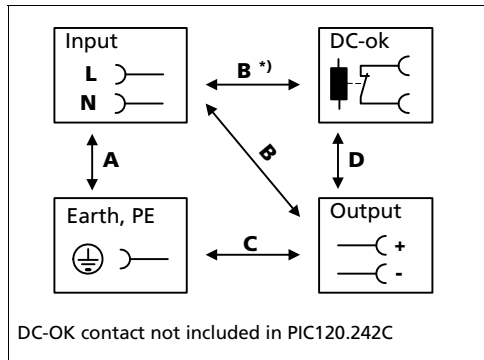 Input
L
N
DC-ok
B *)
A
B
D
Earth, PE
C
Output
+
-
DC-OK contact not included in PIC120.242C